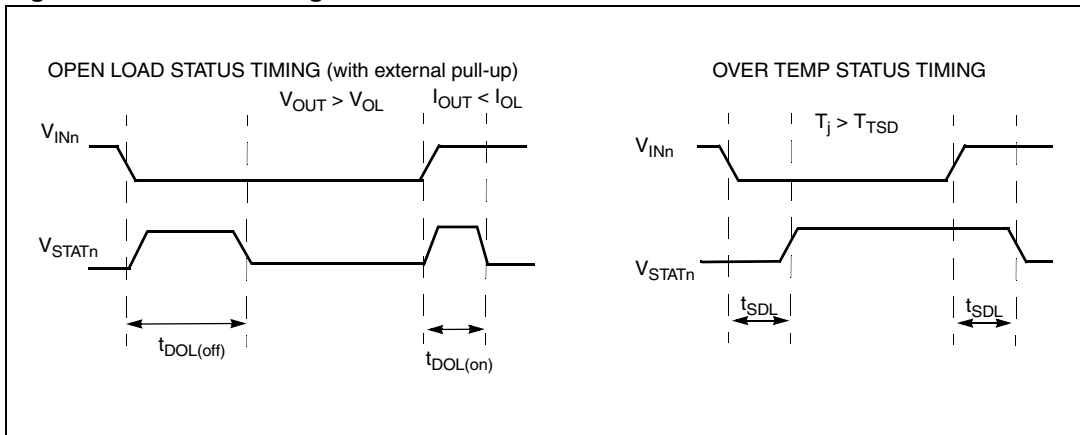 OPEN LOAD STATUS TIMING (with external pull-up)
V_OUT > V_OL
I_OUT < I_OL
V_INn
V_STATn
t_DOL(off)
t_DOL(on)
OVER TEMP STATUS TIMING
T_j > T_TSD
V_INn
V_STATn
t_SDL
t_SDL